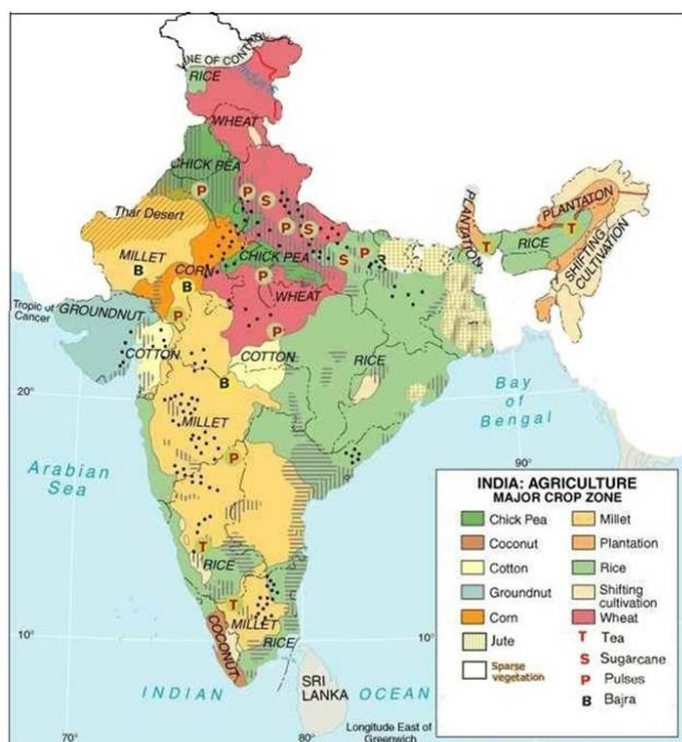 LINE OF CONTROL
RICE
WHEAT
CHICK PEA
P
P
S
Thar Desert
P
S
PLANTATION
PLANTATON
T
T
RICE
SHIFTING
CULTIVATION
MILLET
B
CORN
B
CHICK PEA
S
P
R
P
WHEAT
Tropic of
Cancer
GROUNDNUT
P
P
COTTON
COTTON
RICE
B
20°
MILLET
P
Bay
of
Bengal
90°
Arabian
Sea
T
RICE
T
MILLET
10°
10°
COCONUT
RICE
SRI
LANKA
INDIAN OCEAN
70°
80°
Longitude East of
Greenwich
INDIA: AGRICULTURE
MAJOR CROP ZONE
Chick Pea
Coconut
Cotton
Groundnut
Corn
Jute
Sparse
vegetation
Millet
Plantation
Rice
Shifting
cultivation
Wheat
T Tea
S Sugarcane
P Pulses
B Bajra